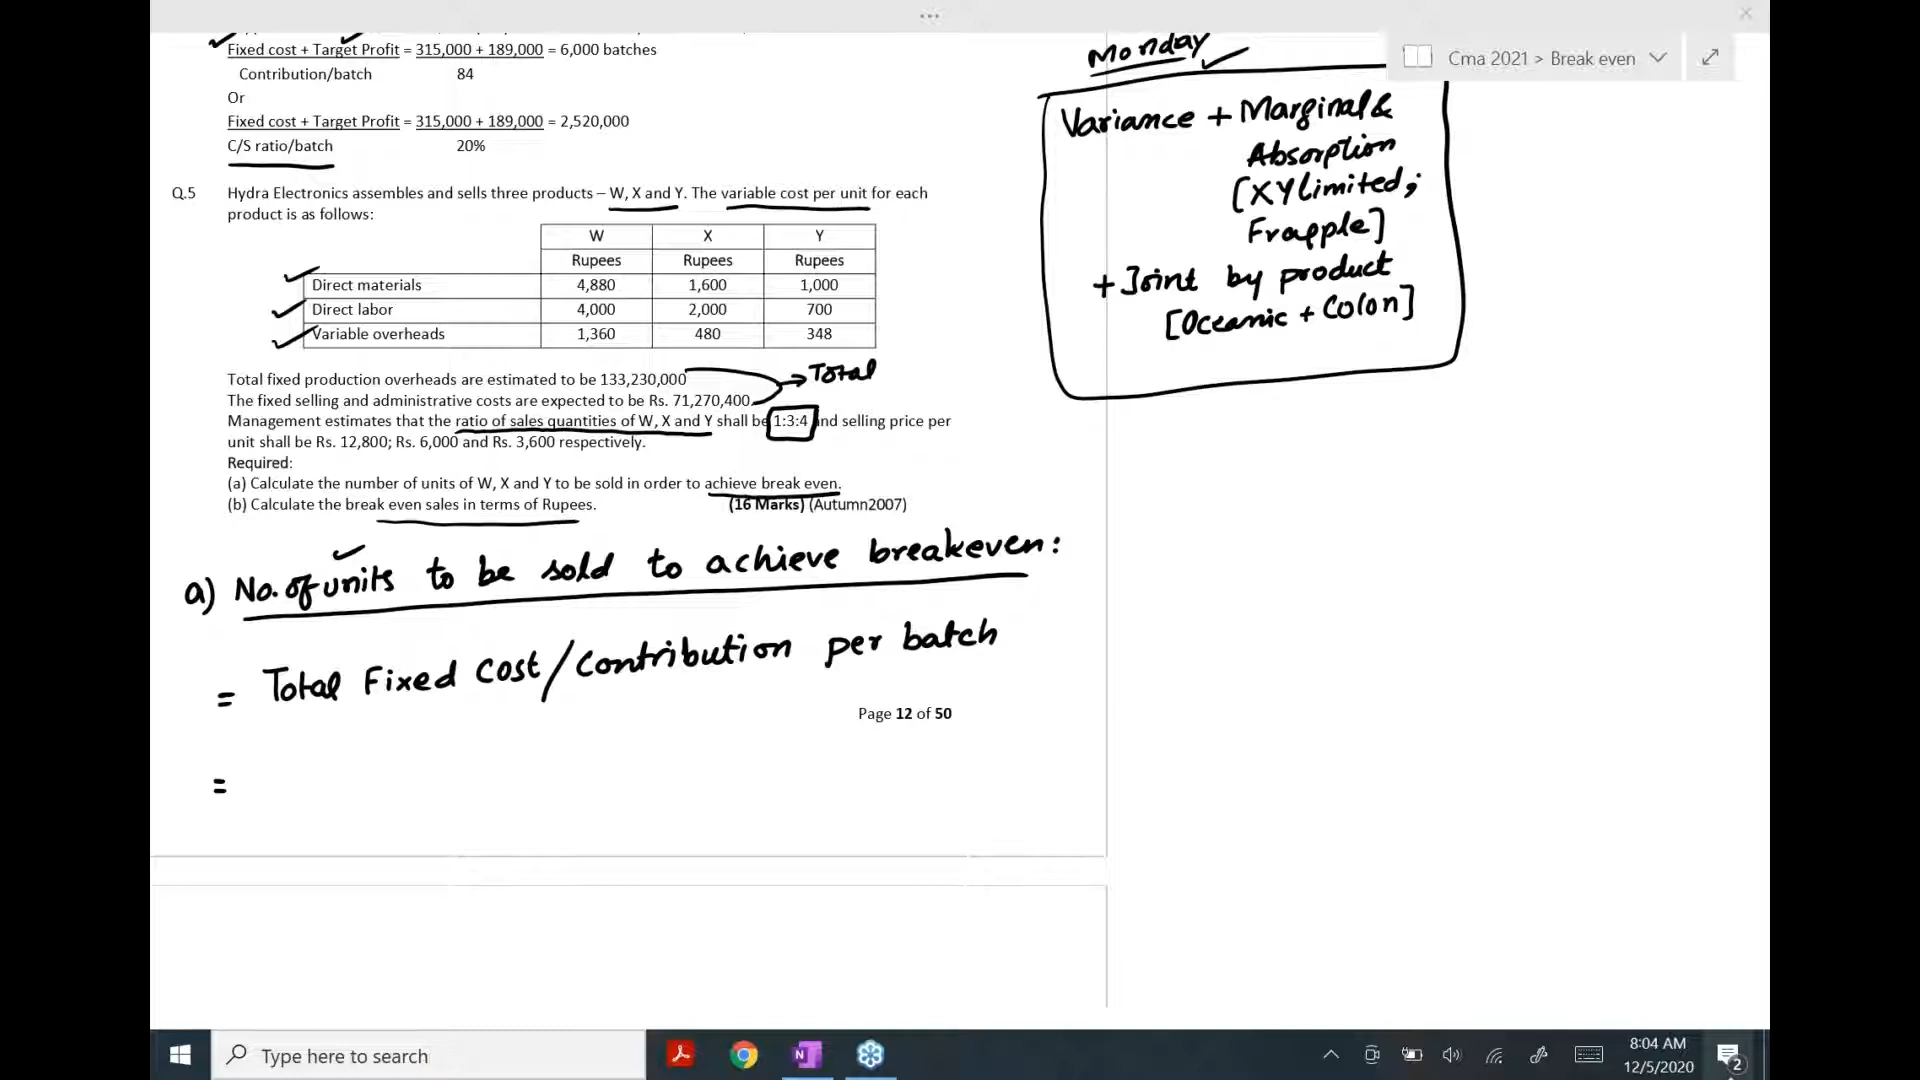 Fixed cost + Target Profit = 315,000 + 189,000 = 6,000 batches
Contribution/batch 84
Or
Fixed cost + Target Profit = 315,000 + 189,000 = 2,520,000
C/S ratio/batch 20%
Q.5 Hydra Electronics assembles and sells three products – W, X and Y. The variable cost per unit for each
product is as follows:
W X Y
Rupees Rupees Rupees
Direct materials 4,880 1,600 1,000
Direct labor 4,000 2,000 700
Variable overheads 1,360 480 348
Total fixed production overheads are estimated to be 133,230,000
Total
The fixed selling and administrative costs are expected to be Rs. 71,270,400.
Management estimates that the ratio of sales quantities of W, X and Y shall be 1:3:4 and selling price per
unit shall be Rs. 12,800; Rs. 6,000 and Rs. 3,600 respectively.
Required:
(a) Calculate the number of units of W, X and Y to be sold in order to achieve break even.
(b) Calculate the break even sales in terms of Rupees. (16 Marks) (Autumn2007)
a) No. of units to be sold to achieve breakeven:
= Total Fixed Cost/Contribution per batch
Page 12 of 50
=
Monday
Variance + Marginal &
Absorption
[XY limited;
Frapple]
+ Joint by product
[Oceanic + Colon]
Cma 2021 > Break even
Type here to search
N
8:04 AM
12/5/2020
2